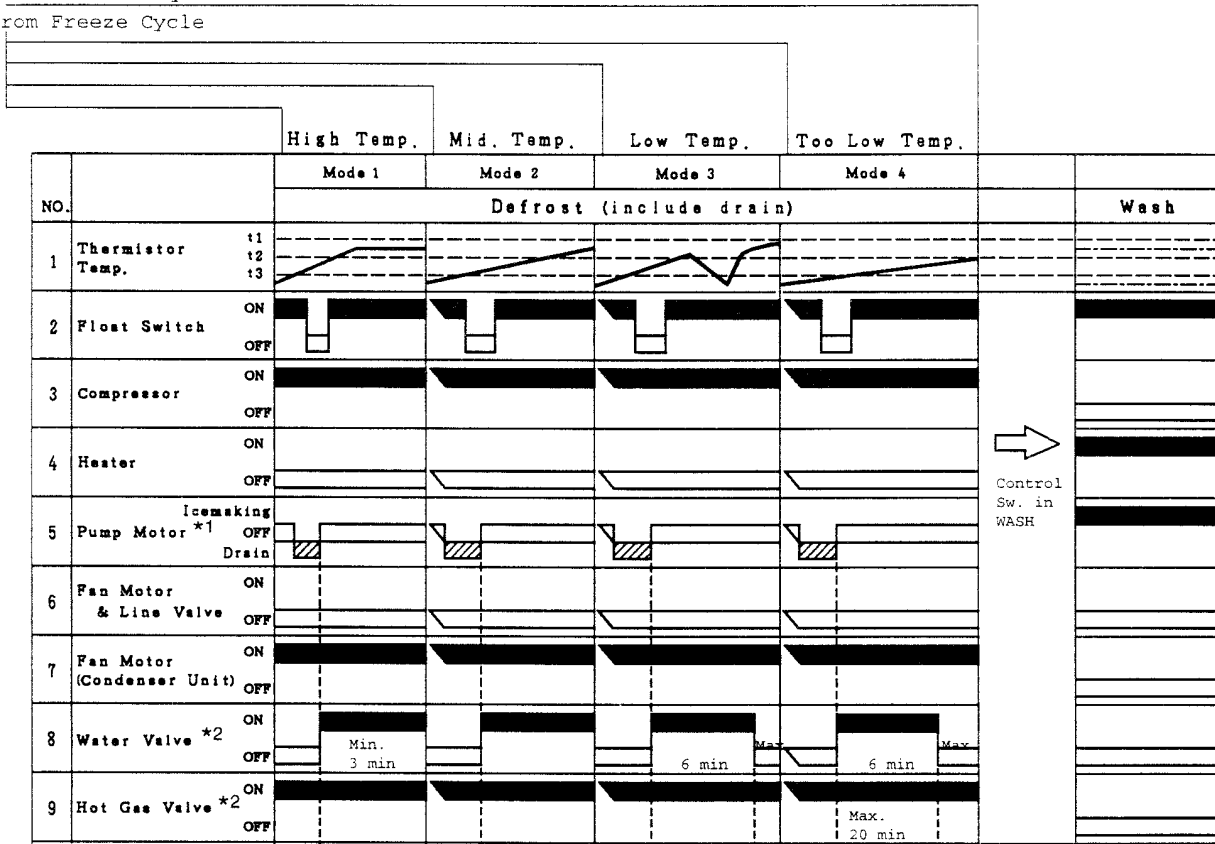 rom Freeze Cycle
High Temp. Mid. Temp. Low Temp. Too Low Temp.
Mode 1 Mode 2 Mode 3 Mode 4
NO. Defrost (include drain) Wash
1 Thermistor Temp. t1 t2 t3
2 Float Switch ON OFF
3 Compressor ON OFF
4 Heater ON OFF
Control Sw. in WASH
5 Pump Motor *1 Icemaking OFF Drain
6 Fan Motor & Line Valve ON OFF
7 Fan Motor (Condenser Unit) ON OFF
8 Water Valve *2 ON OFF
Min. 3 min Max 6 min Max 6 min
9 Hot Gas Valve *2 ON OFF
Max. 20 min